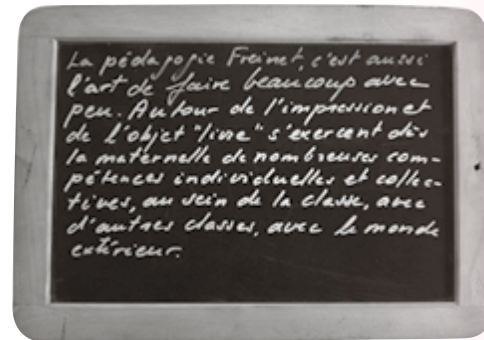 La pédagogie Freinet, c'est aussi
l'art de faire beaucoup avec
peu. Autour de l'impression et
de l'objet "livre" s'exercent dès
la maternelle de nombreuses com-
pétences individuelles et collec-
tives, au sein de la classe, avec
d'autres classes, avec le monde
extérieur.